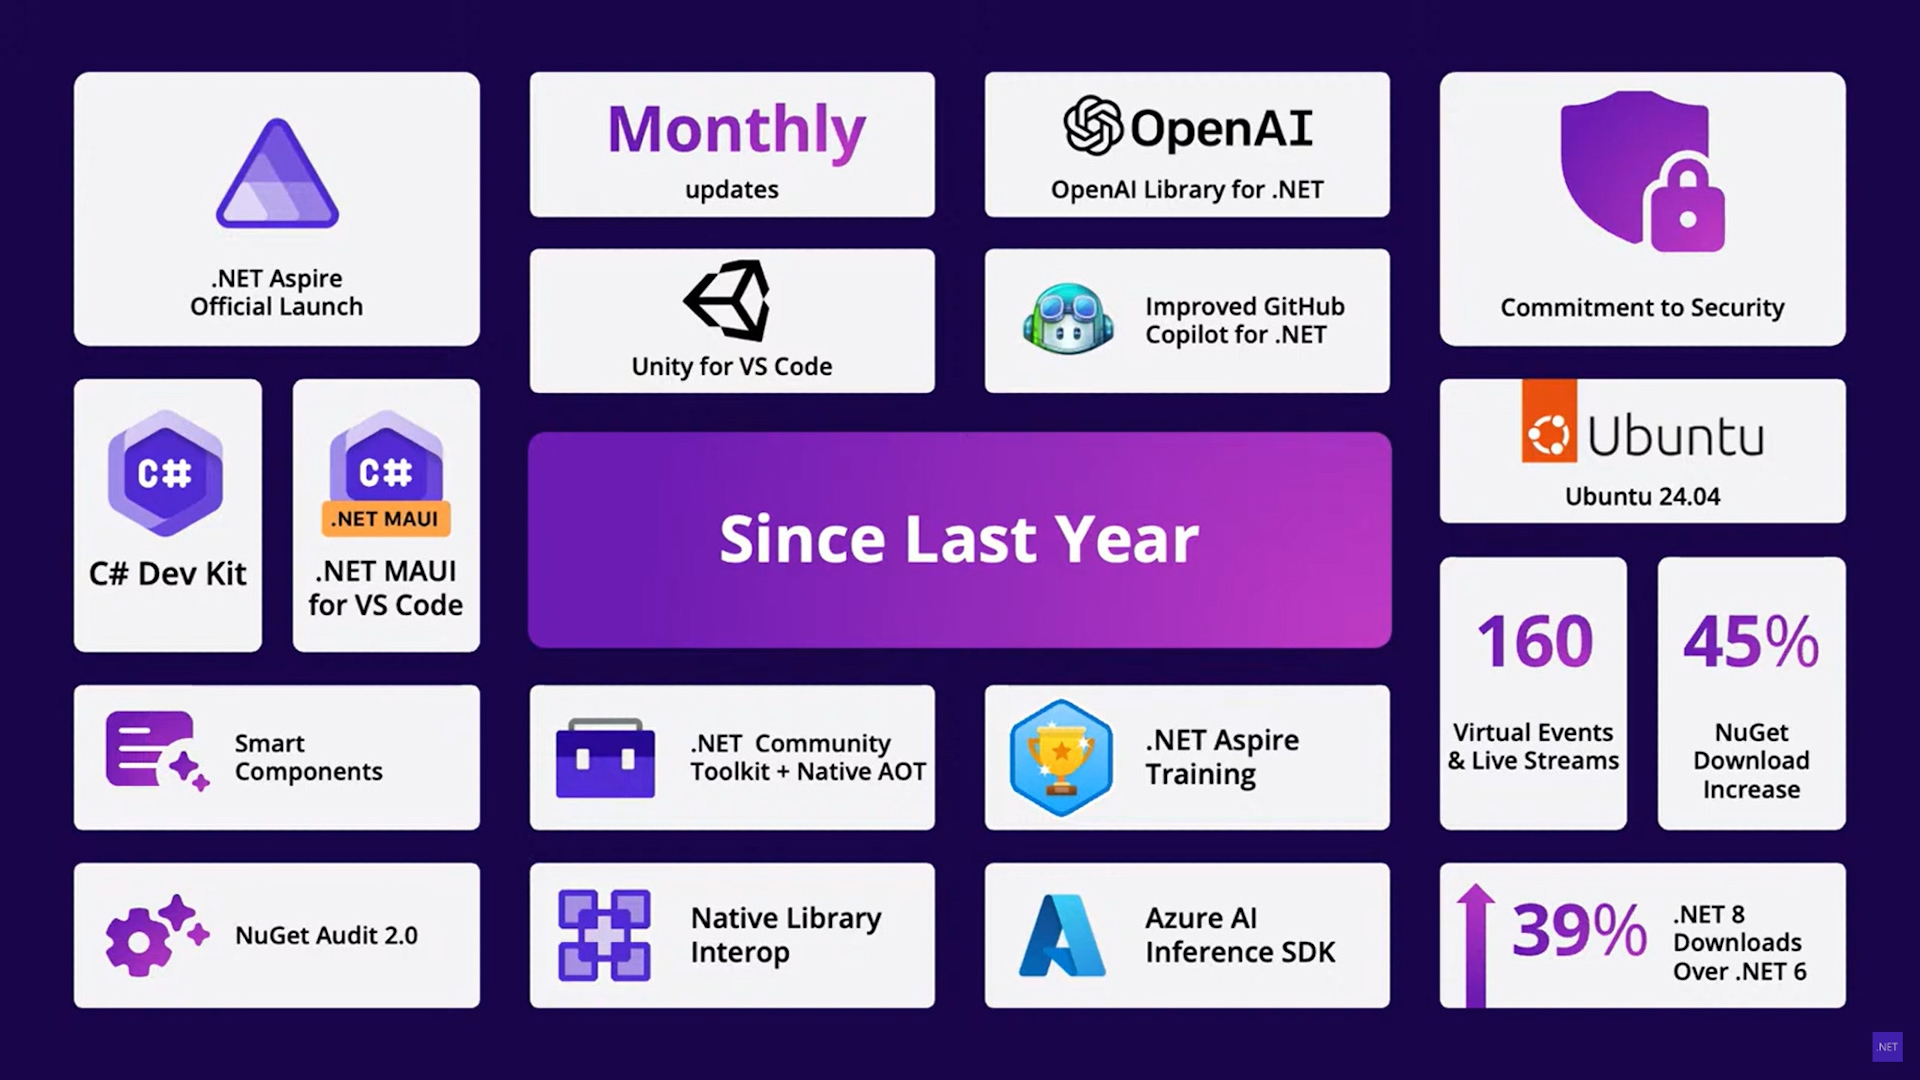 .NET Aspire
Official Launch
Monthly
updates
OpenAI
OpenAI Library for .NET
Commitment to Security
Unity for VS Code
Improved GitHub
Copilot for .NET
C#
C# Dev Kit
C#
.NET MAUI
.NET MAUI
for VS Code
Since Last Year
Ubuntu
Ubuntu 24.04
160
Virtual Events
& Live Streams
45%
NuGet
Download
Increase
Smart
Components
.NET Community
Toolkit + Native AOT
.NET Aspire
Training
NuGet Audit 2.0
Native Library
Interop
Azure AI
Inference SDK
39%
.NET 8
Downloads
Over .NET 6
.NET